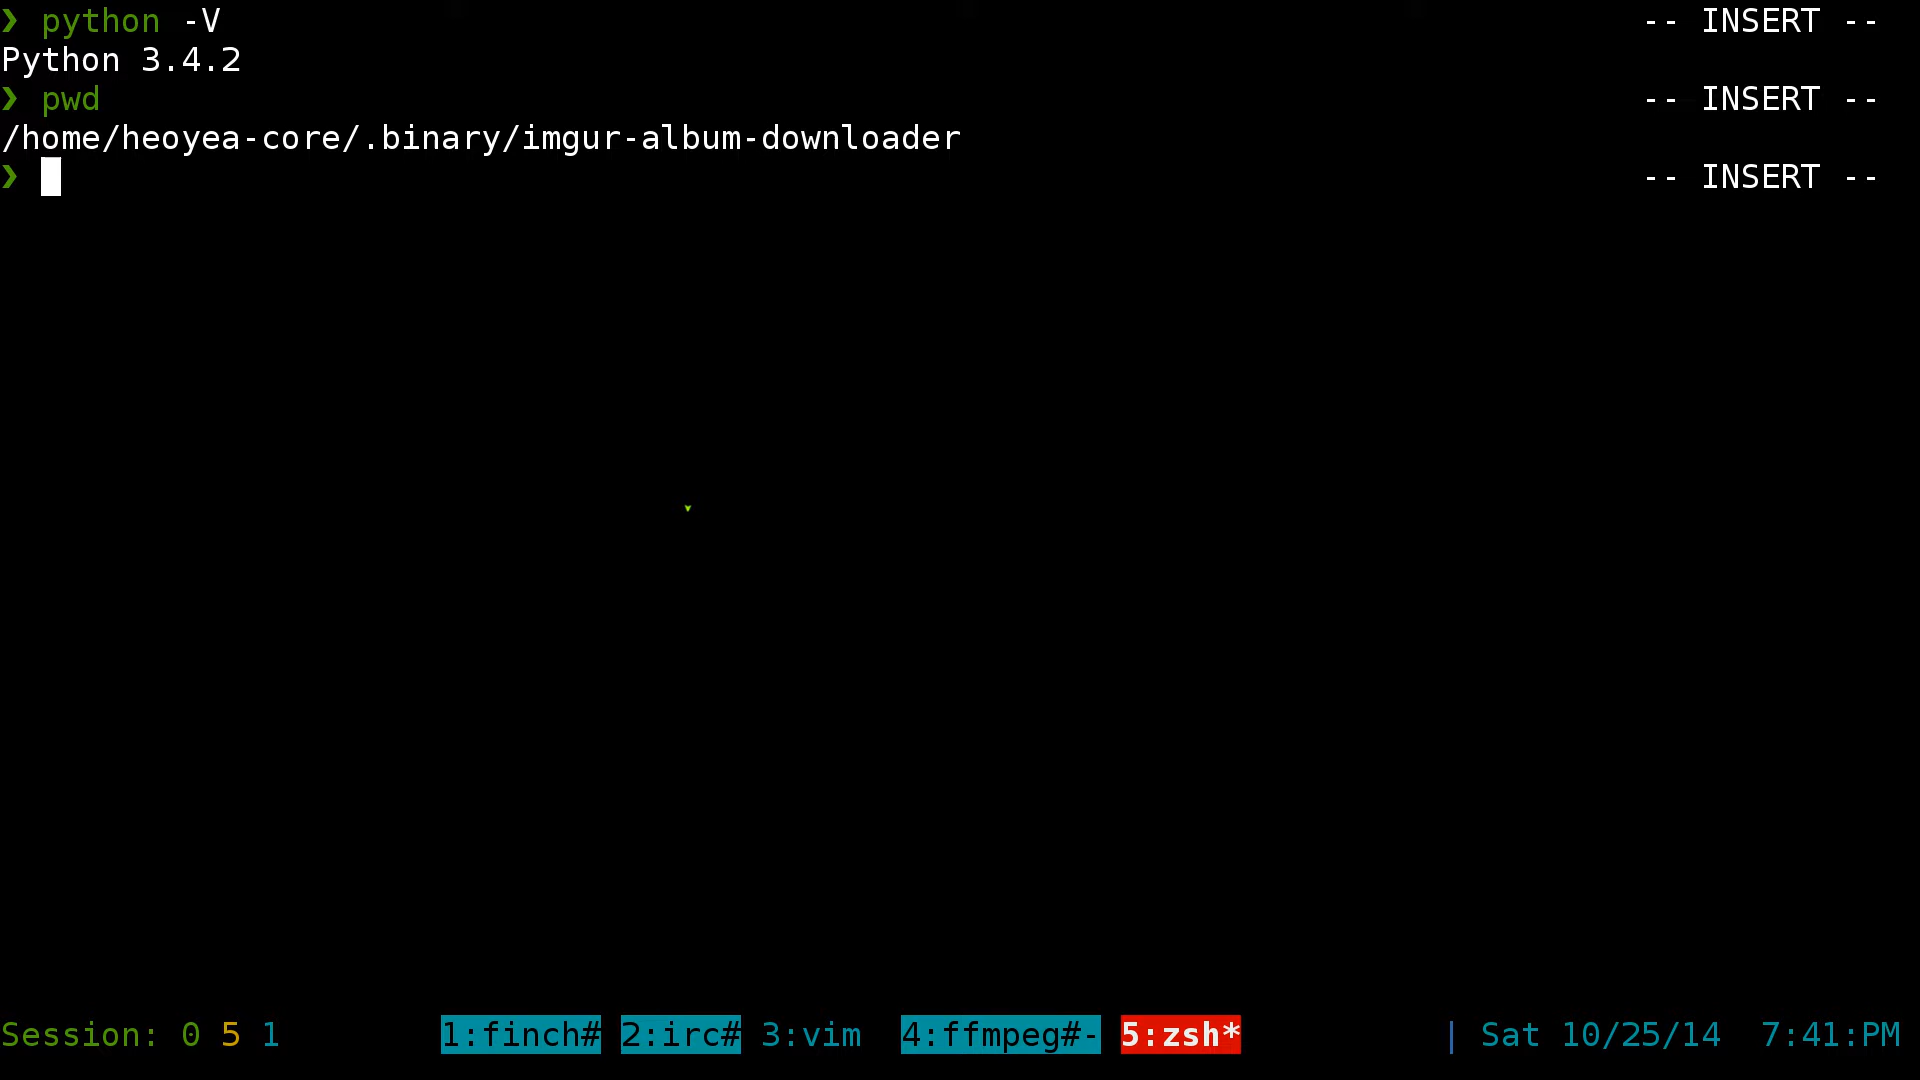 ❯ python -V -- INSERT --
Python 3.4.2
❯ pwd -- INSERT --
/home/heoyea-core/.binary/imgur-album-downloader
❯ -- INSERT --
Session: 0 5 1 1:finch# 2:irc# 3:vim 4:ffmpeg#- 5:zsh* | Sat 10/25/14 7:41:PM